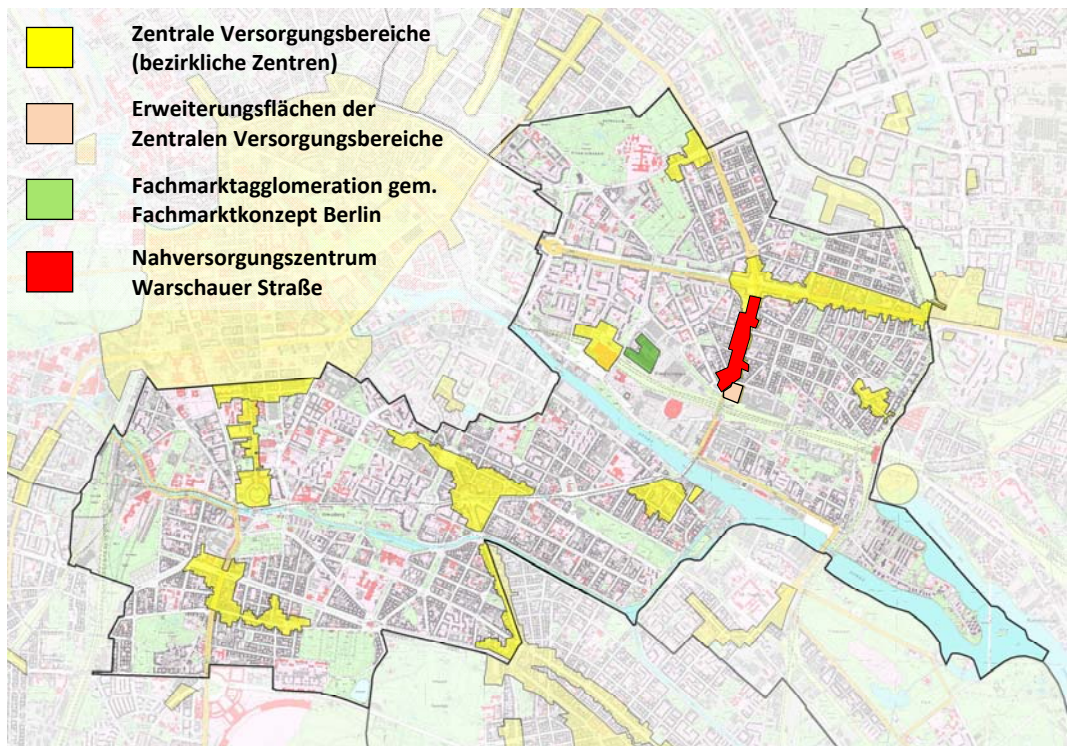 Zentrale Versorgungsbereiche
(bezirkliche Zentren)
Erweiterungsflächen der
Zentralen Versorgungsbereiche
Fachmarktagglomeration gem.
Fachmarktkonzept Berlin
Nahversorgungszentrum
Warschauer Straße